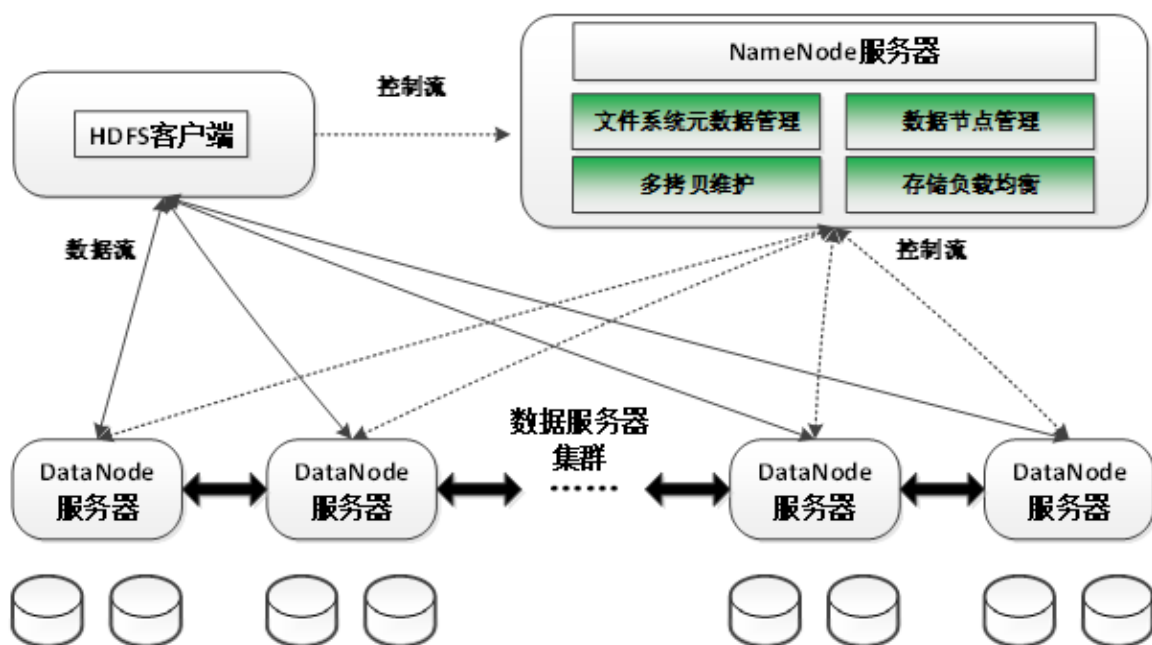 NameNode服务器
控制流
HDFS客户端
文件系统元数据管理
数据节点管理
多拷贝维护
存储负载均衡
数据流
控制流
数据服务器
集群
DataNode
服务器
DataNode
服务器
......
DataNode
服务器
DataNode
服务器